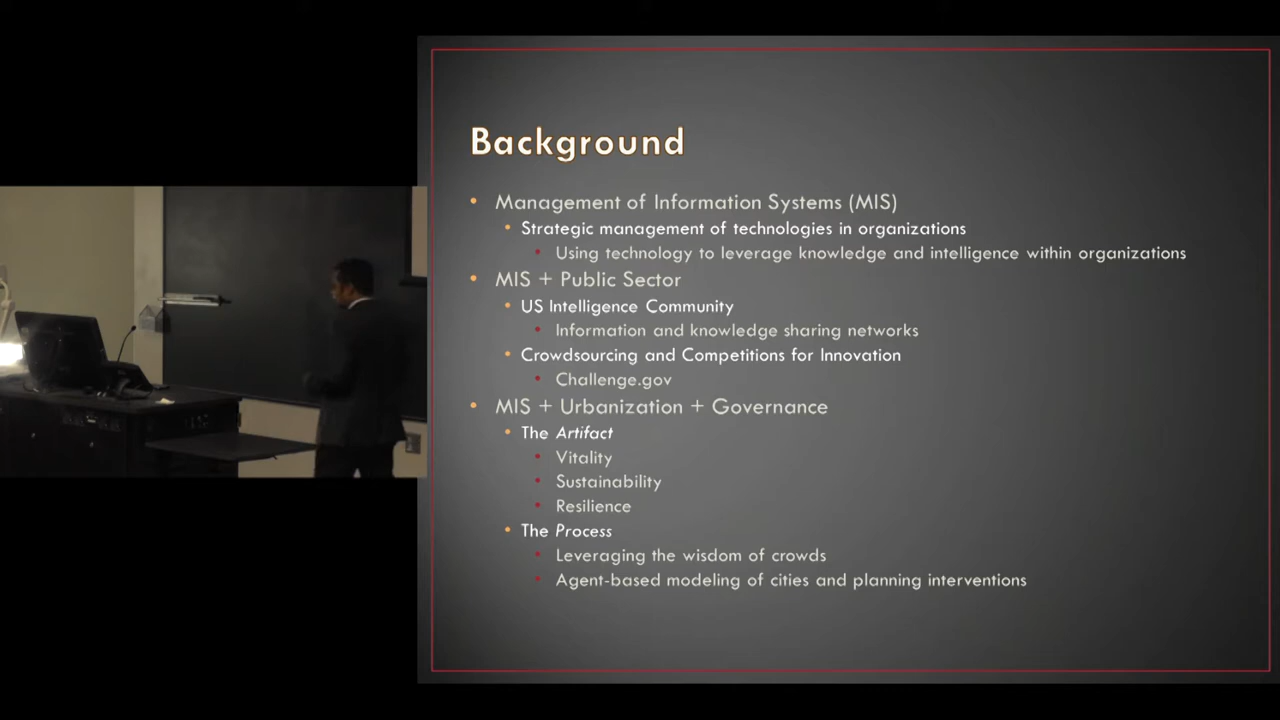 Background
• Management of Information Systems (MIS)
• Strategic management of technologies in organizations
• Using technology to leverage knowledge and intelligence within organizations
• MIS + Public Sector
• US Intelligence Community
• Information and knowledge sharing networks
• Crowdsourcing and Competitions for Innovation
• Challenge.gov
• MIS + Urbanization + Governance
• The Artifact
• Vitality
• Sustainability
• Resilience
• The Process
• Leveraging the wisdom of crowds
• Agent-based modeling of cities and planning interventions